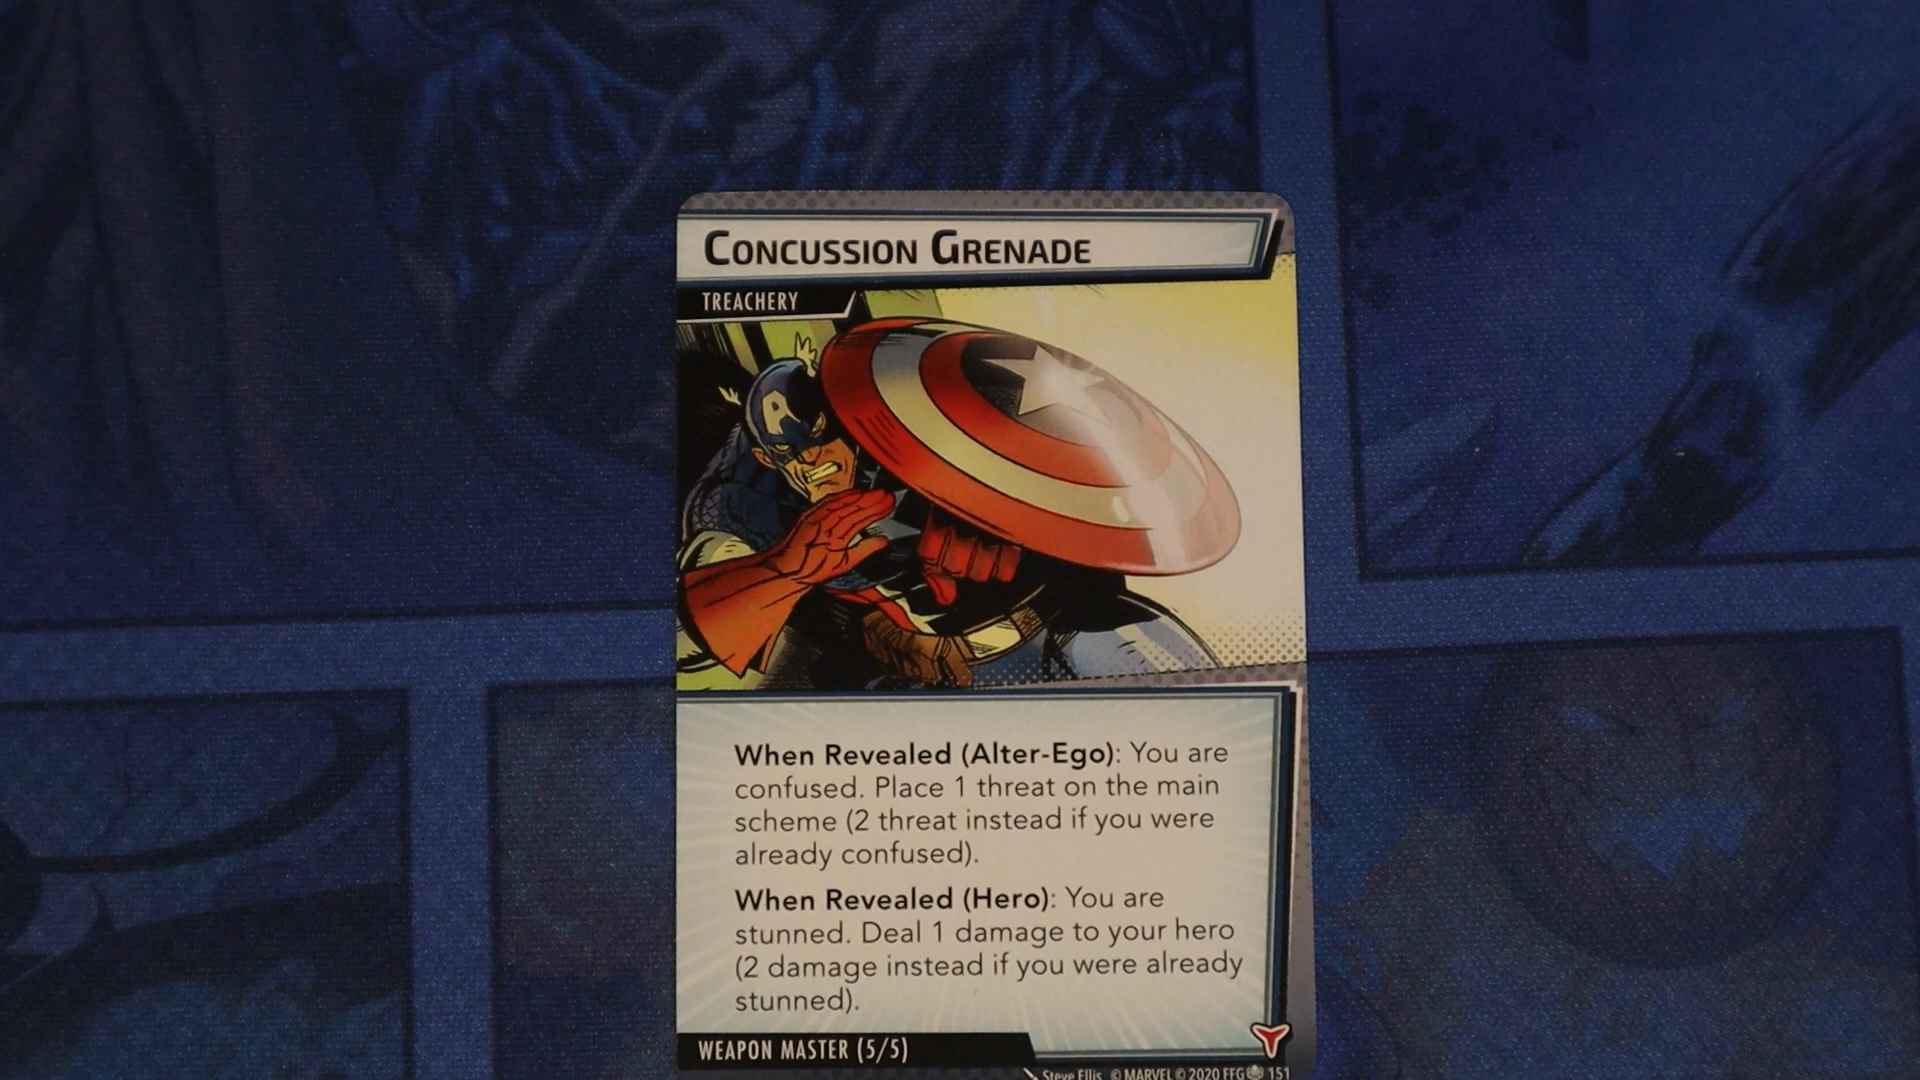 CONCUSSION GRENADE
TREACHERY
When Revealed (Alter-Ego): You are
confused. Place 1 threat on the main
scheme (2 threat instead if you were
already confused).
When Revealed (Hero): You are
stunned. Deal 1 damage to your hero
(2 damage instead if you were already
stunned).
WEAPON MASTER (5/5)
Steve Ellis © MARVEL © 2020 FFG 151